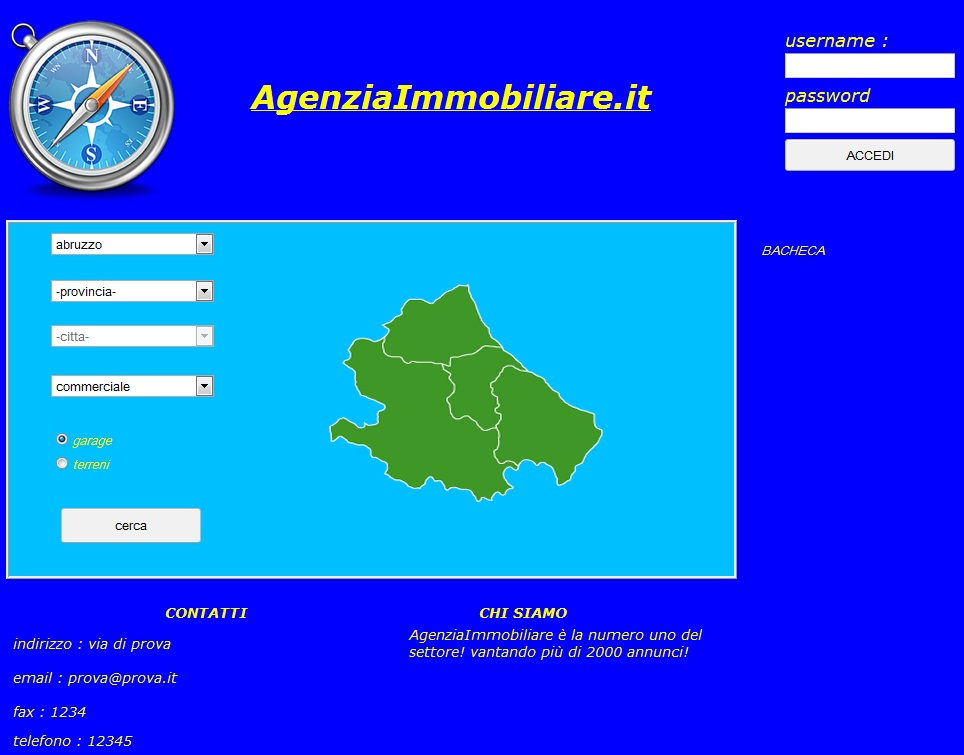 N
W
E
S
AgenziaImmobiliare.it
username :
password
ACCEDI
abruzzo
-provincia-
-citta-
commerciale
garage
terreni
cerca
BACHECA
CONTATTI
indirizzo : via di prova
email : prova@prova.it
fax : 1234
telefono : 12345
CHI SIAMO
AgenziaImmobiliare è la numero uno del
settore! vantando più di 2000 annunci!